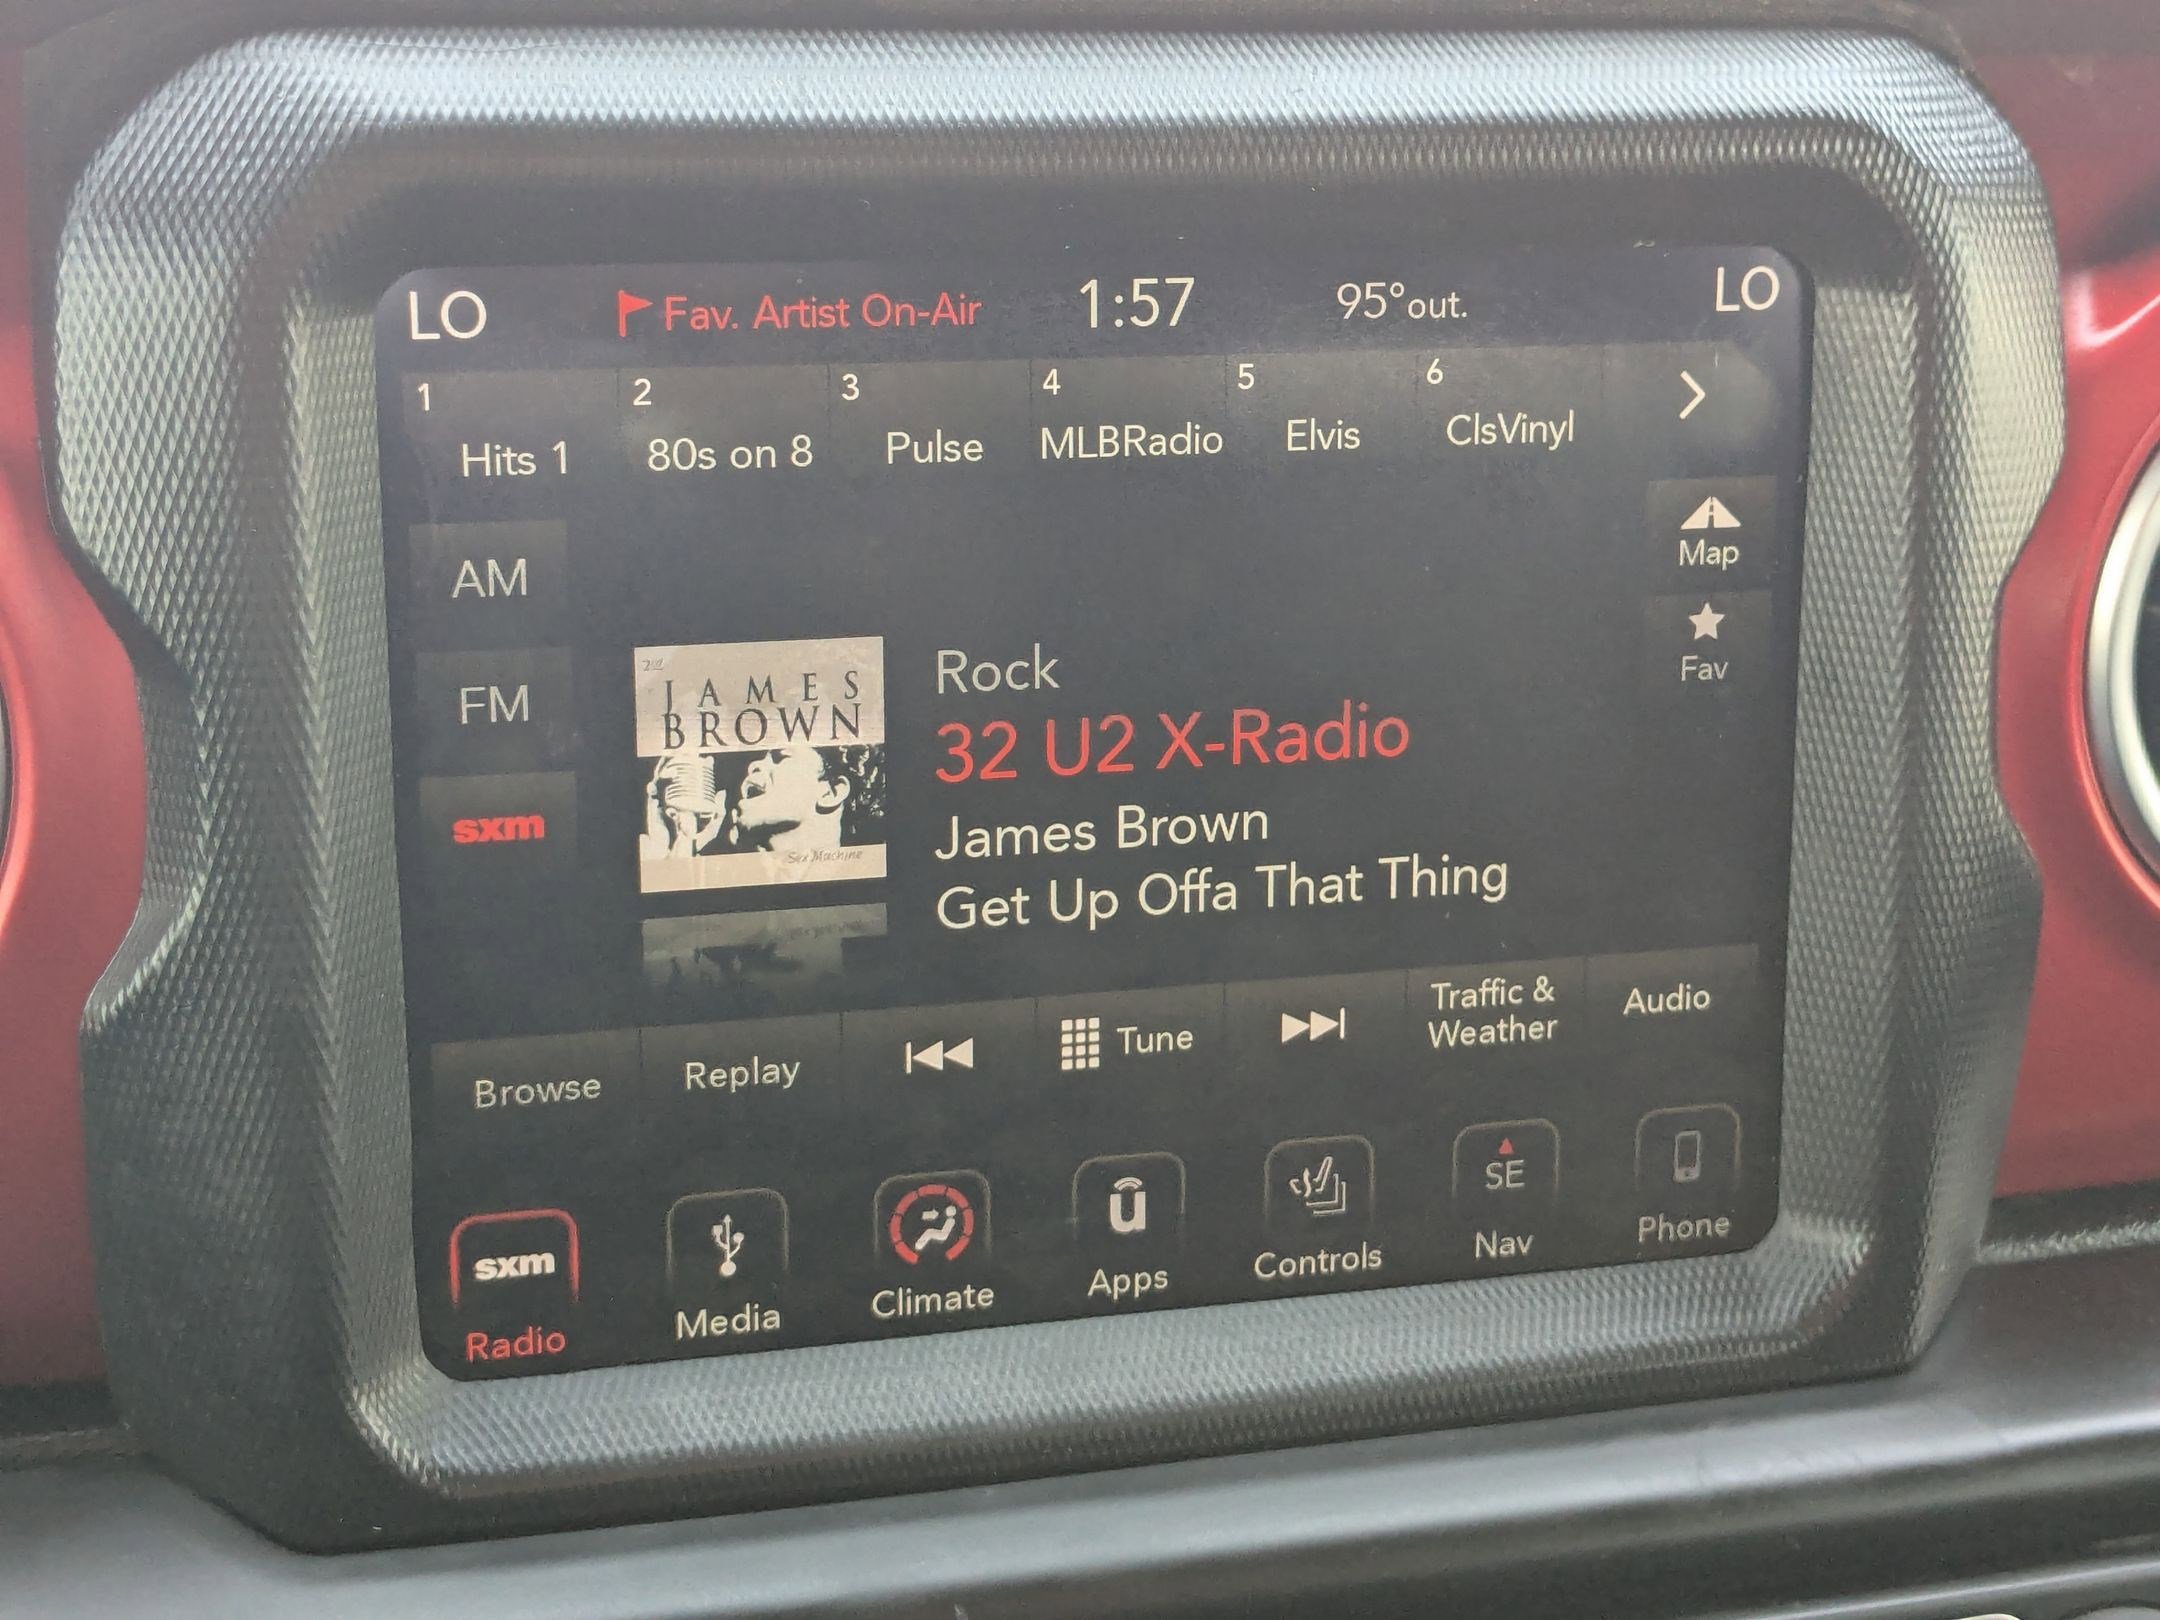 LO Fav. Artist On-Air 1:57 95°out. LO
1 2 3 4 5 6
Hits 1 80s on 8 Pulse MLBRadio Elvis ClsVinyl
Map
Fav
AM
FM
sxm
JAMES
BROWN
Sex Machine
Rock
32 U2 X-Radio
James Brown
Get Up Offa That Thing
Browse Replay Tune Traffic & Audio
Weather
sxm u SE
Radio Media Climate Apps Controls Nav Phone